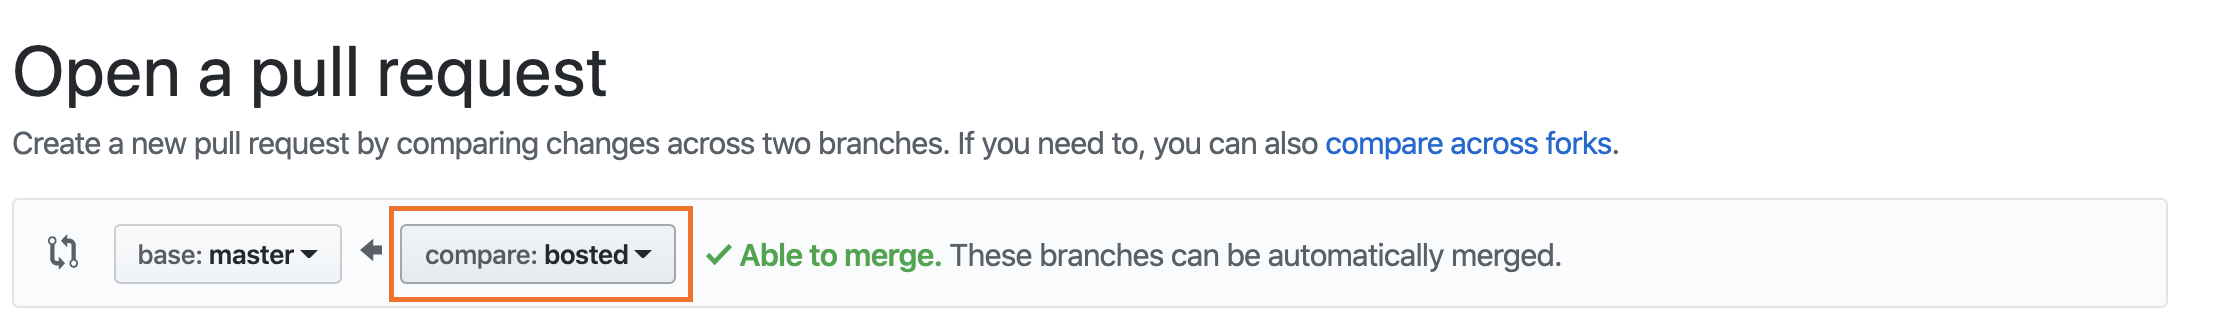 Open a pull request
Create a new pull request by comparing changes across two branches. If you need to, you can also compare across forks.
base: master compare: bosted Able to merge. These branches can be automatically merged.